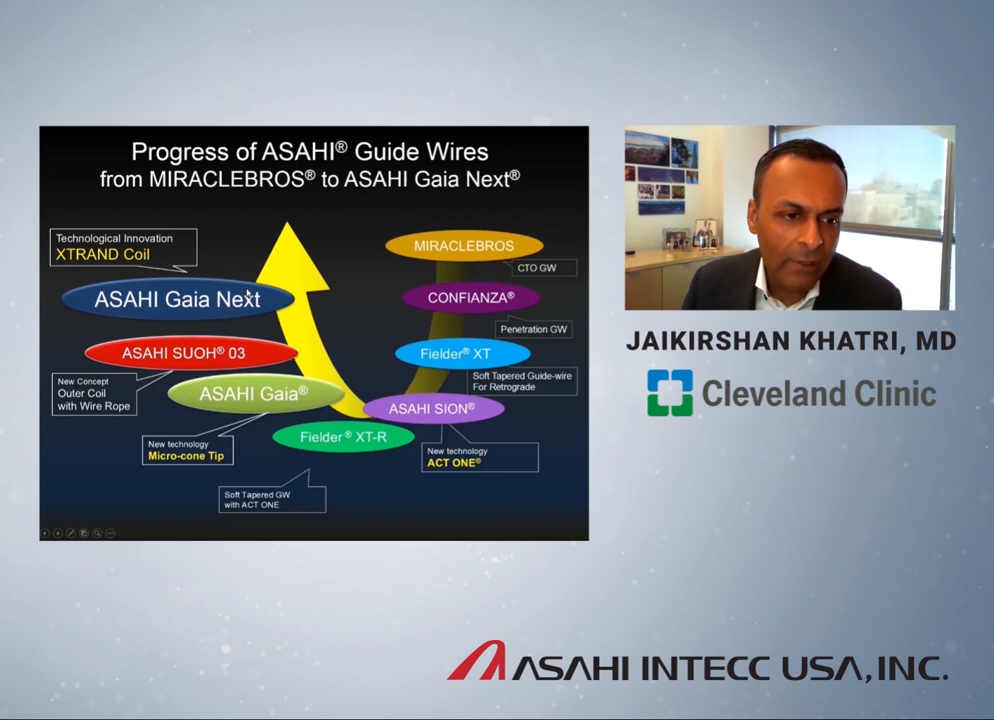 Progress of ASAHI® Guide Wires
from MIRACLEBROS® to ASAHI Gaia Next®
Technological Innovation
XTRAND Coil
ASAHI Gaia Next
ASAHI SUOH® 03
New Concept
Outer Coil
with Wire Rope
ASAHI Gaia®
New technology
Micro-cone Tip
Fielder® XT-R
Soft Tapered GW
with ACT ONE
MIRACLEBROS
CTO GW
CONFIANZA®
Penetration GW
Fielder® XT
Soft Tapered Guide-wire
For Retrograde
ASAHI SION®
New technology
ACT ONE®
JAIKIRSHAN KHATRI, MD
Cleveland Clinic
ASAHI INTECC USA, INC.